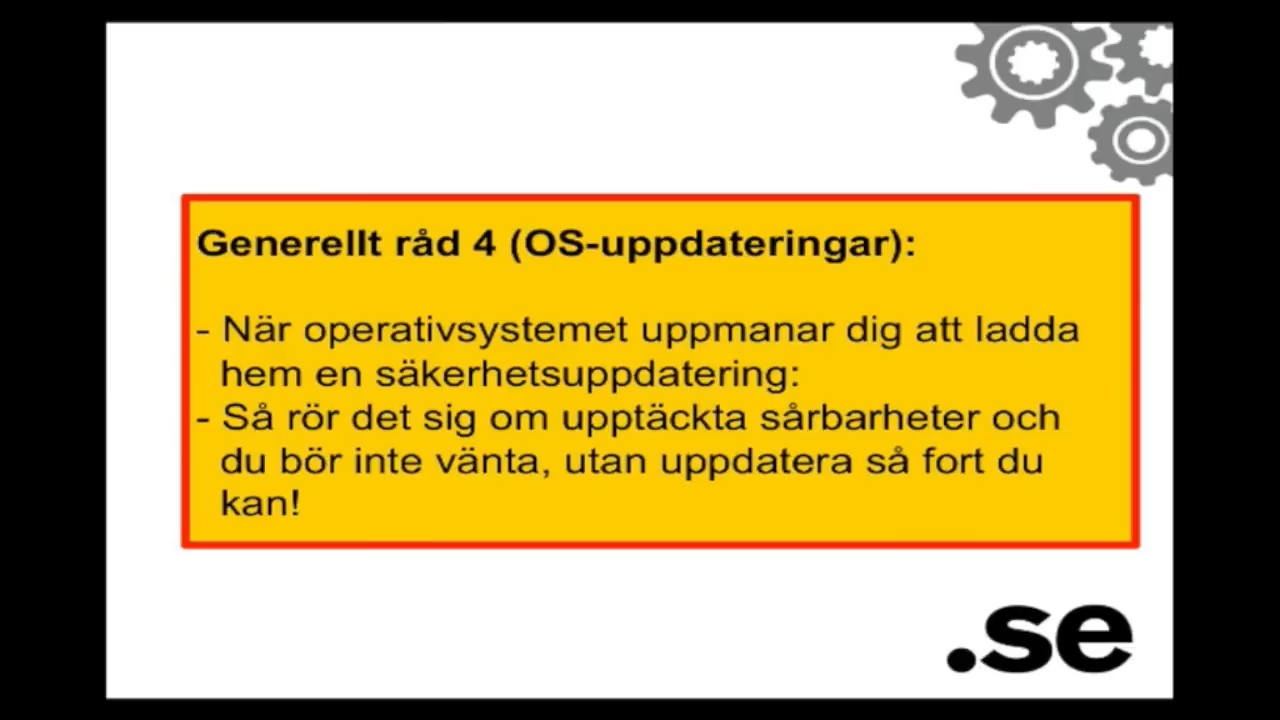 Generellt råd 4 (OS-uppdateringar):
- När operativsystemet uppmanar dig att ladda
hem en säkerhetsuppdatering:
- Så rör det sig om upptäckta sårbarheter och
du bör inte vänta, utan uppdatera så fort du
kan!
.se